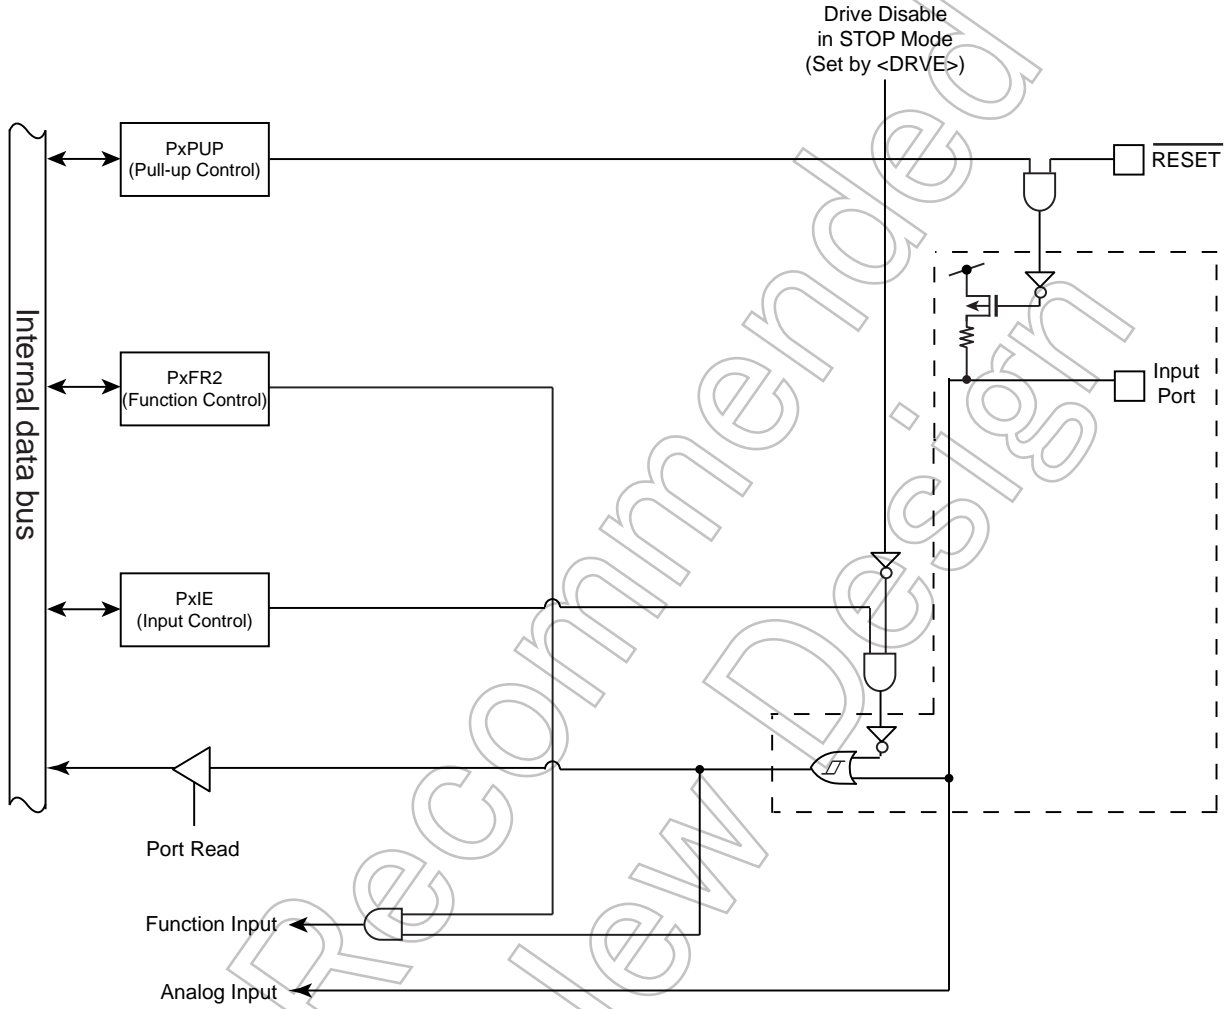 Drive Disable
in STOP Mode
(Set by <DRVE>)
PxPUP
(Pull-up Control)
RESET
Internal data bus
PxFR2
(Function Control)
Input
Port
PxIE
(Input Control)
Port Read
Function Input
Analog Input
Recommended
ew Design